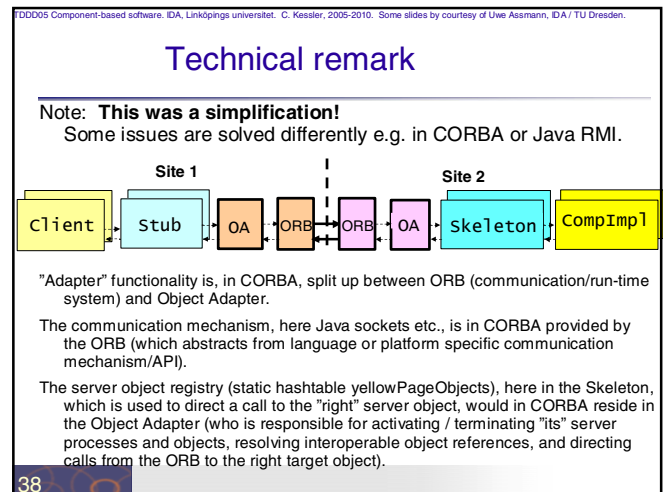 TDDD05 Component-based software. IDA, Linköpings universitet. C. Kessler, 2005-2010. Some slides by courtesy of Uwe Assmann, IDA / TU Dresden.
Technical remark
Note: This was a simplification!
Some issues are solved differently e.g. in CORBA or Java RMI.
Site 1
Site 2
Client
Stub
OA
ORB
ORB
OA
Skeleton
CompImpl
”Adapter” functionality is, in CORBA, split up between ORB (communication/run-time
system) and Object Adapter.
The communication mechanism, here Java sockets etc., is in CORBA provided by
the ORB (which abstracts from language or platform specific communication
mechanism/API).
The server object registry (static hashtable yellowPageObjects), here in the Skeleton,
which is used to direct a call to the ”right” server object, would in CORBA reside in
the Object Adapter (who is responsible for activating / terminating ”its” server
processes and objects, resolving interoperable object references, and directing
calls from the ORB to the right target object).
38